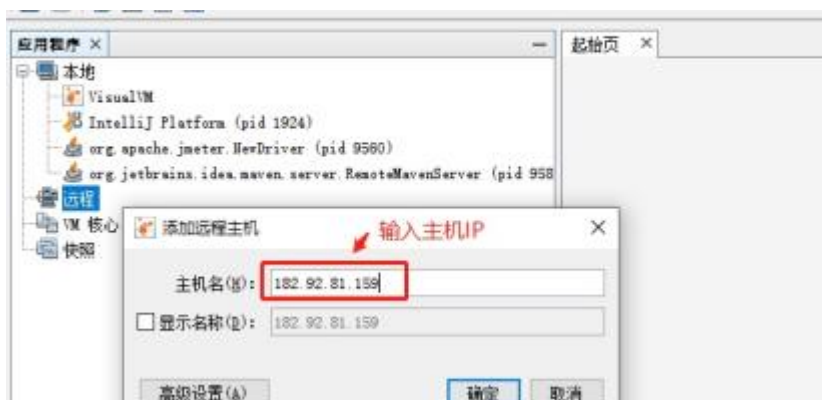 应用程序 ×
起始页 ×
本地
VisualVM
IntelliJ Platform (pid 1924)
org.apache.jmeter.NewDriver (pid 9560)
org.jetbrains.idea.maven.server.RemoteMavenServer (pid 958
远程
VM 核心
快照
添加远程主机
输入主机IP
主机名(N): 182.92.81.159
显示名称(D): 182.92.81.159
高级设置(A)
确定
取消